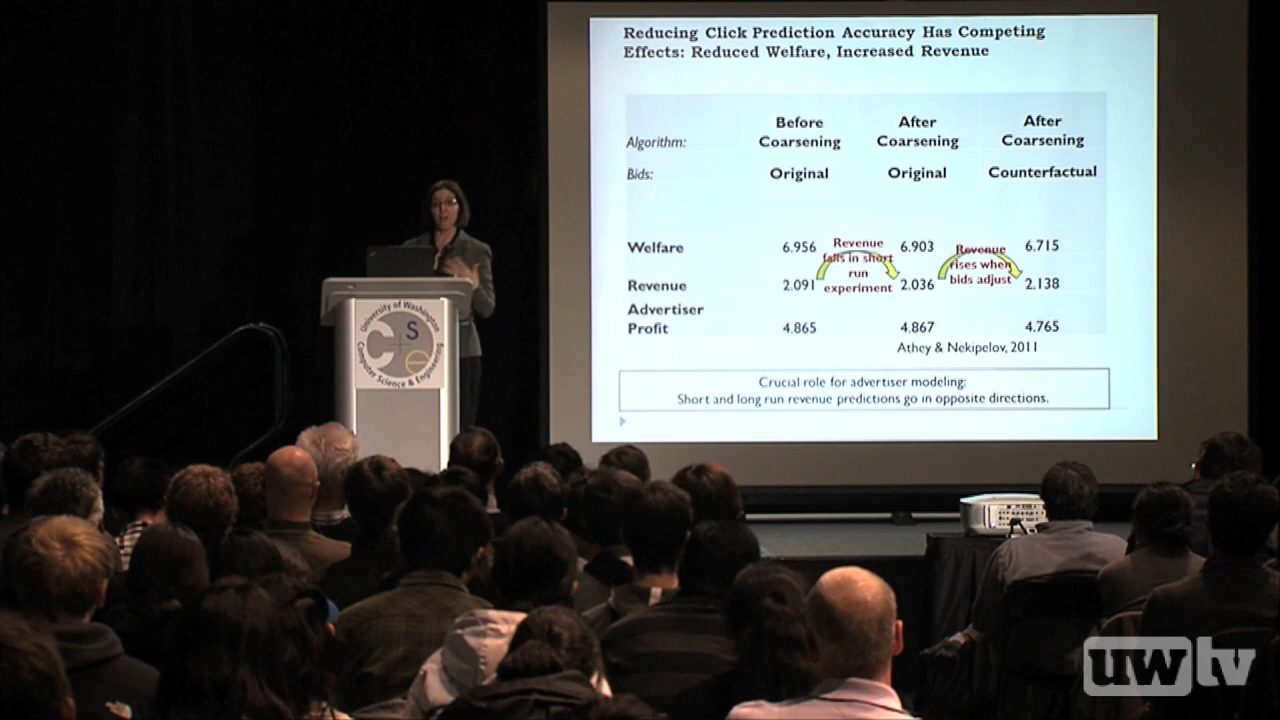 Reducing Click Prediction Accuracy Has Competing
Effects: Reduced Welfare, Increased Revenue
Algorithm: Before Coarsening After Coarsening After Coarsening
Bids: Original Original Counterfactual
Welfare 6.956 6.903 6.715
Revenue falls in short run experiment
Revenue rises when bids adjust
Revenue 2.091 2.036 2.138
Advertiser Profit 4.865 4.867 4.765
Athey & Nekipelov, 2011
Crucial role for advertiser modeling:
Short and long run revenue predictions go in opposite directions.
University of Washington
C+Se
Computer Science & Engineering
uwtv